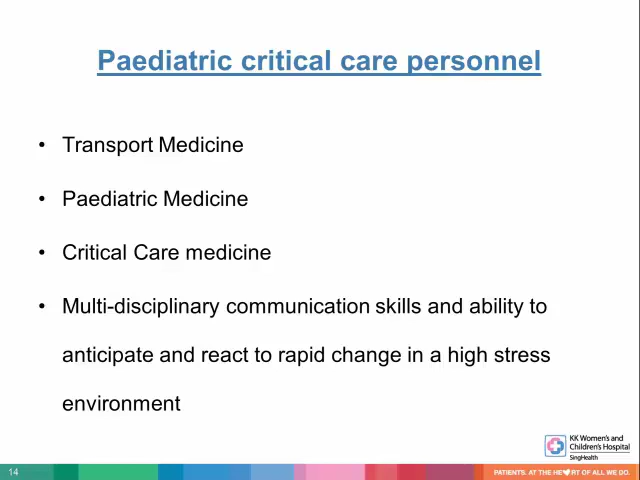 Paediatric critical care personnel
• Transport Medicine
• Paediatric Medicine
• Critical Care medicine
• Multi-disciplinary communication skills and ability to
anticipate and react to rapid change in a high stress
environment
KK Women's and
Children's Hospital
SingHealth
14
PATIENTS. AT THE HE♥RT OF ALL WE DO.